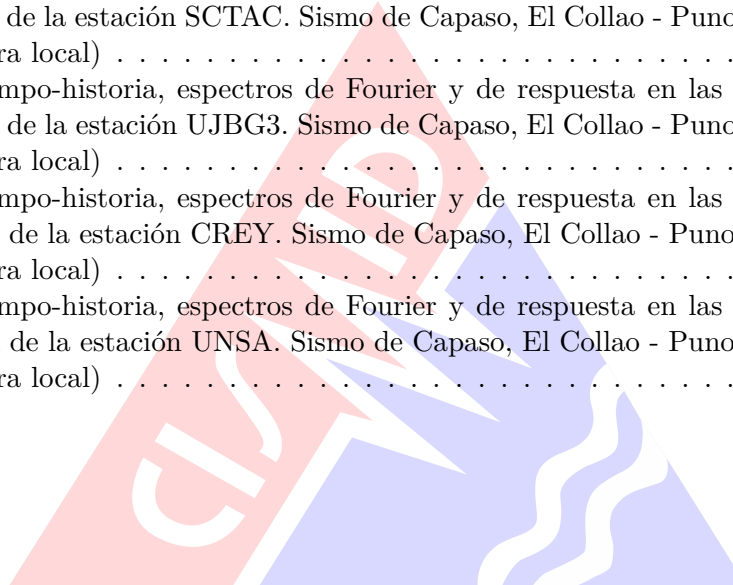 de la estación SCTAC. Sismo de Capaso, El Collao - Puno
ra local) . . . . . . . . . . . . . . . . . . . . . . . . . . . .
mpo-historia, espectros de Fourier y de respuesta en las
de la estación UJBG3. Sismo de Capaso, El Collao - Puno
ra local) . . . . . . . . . . . . . . . . . . . . . . . . . . . .
mpo-historia, espectros de Fourier y de respuesta en las
de la estación CREY. Sismo de Capaso, El Collao - Puno
ra local) . . . . . . . . . . . . . . . . . . . . . . . . . . . .
mpo-historia, espectros de Fourier y de respuesta en las
de la estación UNSA. Sismo de Capaso, El Collao - Puno
ra local) . . . . . . . . . . . . . . . . . . . . . . . . . . . .
CISMID